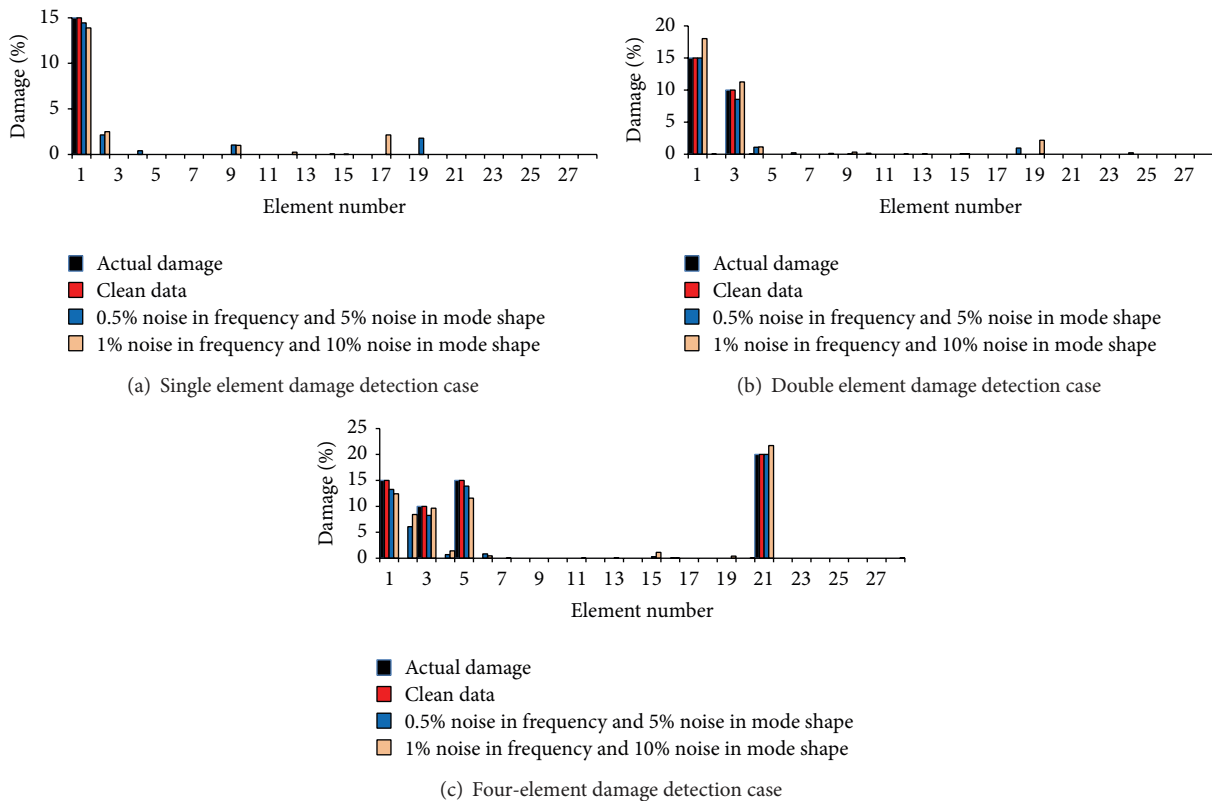 15
10
5
0
Damage (%)
1 3 5 7 9 11 13 15 17 19 21 23 25 27
Element number
Actual damage
Clean data
0.5% noise in frequency and 5% noise in mode shape
1% noise in frequency and 10% noise in mode shape
(a) Single element damage detection case
20
15
10
5
0
Damage (%)
1 3 5 7 9 11 13 15 17 19 21 23 25 27
Element number
Actual damage
Clean data
0.5% noise in frequency and 5% noise in mode shape
1% noise in frequency and 10% noise in mode shape
(b) Double element damage detection case
25
20
15
10
5
0
Damage (%)
1 3 5 7 9 11 13 15 17 19 21 23 25 27
Element number
Actual damage
Clean data
0.5% noise in frequency and 5% noise in mode shape
1% noise in frequency and 10% noise in mode shape
(c) Four-element damage detection case